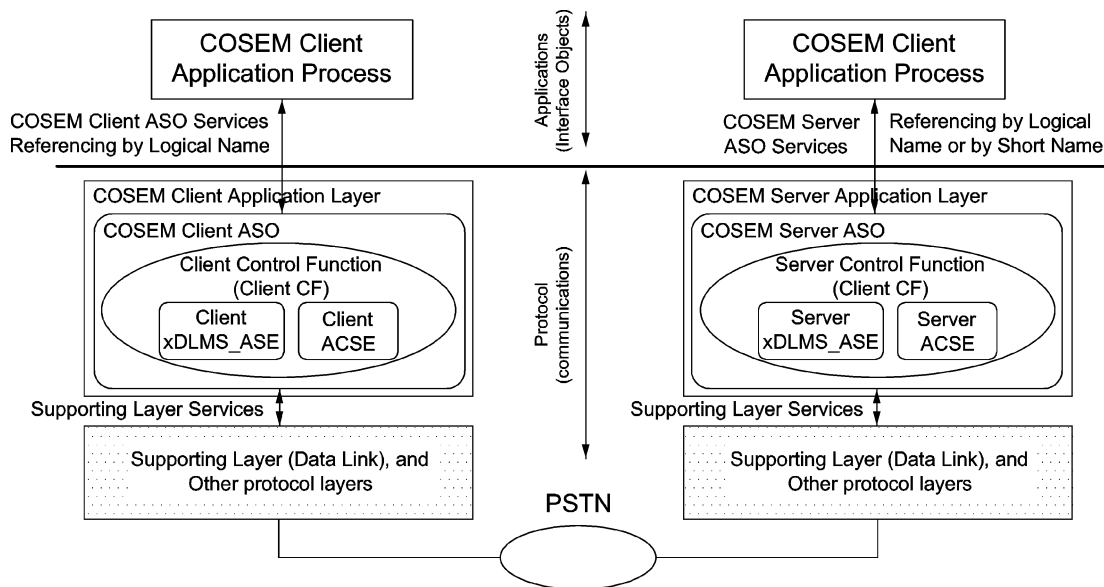 COSEM Client
Application Process
COSEM Client ASO Services
Referencing by Logical Name
COSEM Client Application Layer
COSEM Client ASO
Client Control Function
(Client CF)
Client
xDLMS_ASE
Client
ACSE
Supporting Layer Services
Supporting Layer (Data Link), and
Other protocol layers
Applications
(Interface Objects)
Protocol
(communications)
PSTN
COSEM Client
Application Process
COSEM Server
ASO Services
Referencing by Logical
Name or by Short Name
COSEM Server Application Layer
COSEM Server ASO
Server Control Function
(Client CF)
Server
xDLMS_ASE
Server
ACSE
Supporting Layer Services
Supporting Layer (Data Link), and
Other protocol layers